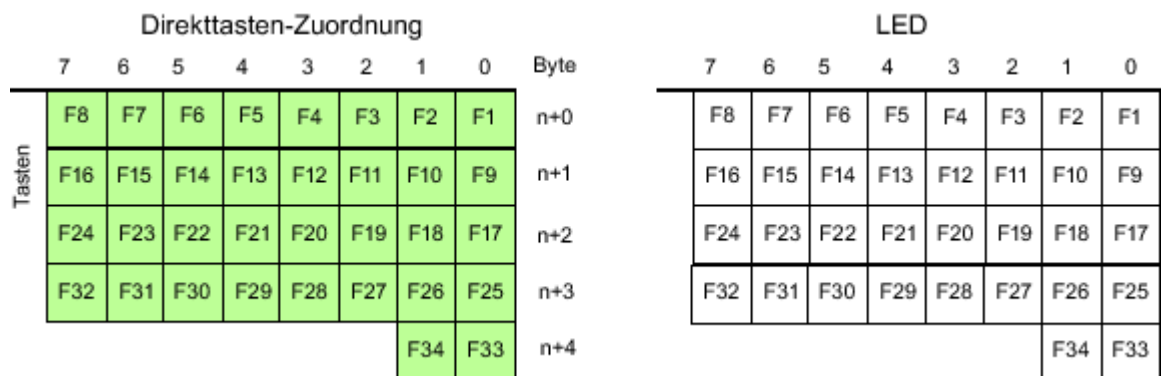 Direkttasten-Zuordnung LED
7 6 5 4 3 2 1 0 Byte 7 6 5 4 3 2 1 0
Tasten
F8 F7 F6 F5 F4 F3 F2 F1 n+0 F8 F7 F6 F5 F4 F3 F2 F1
F16 F15 F14 F13 F12 F11 F10 F9 n+1 F16 F15 F14 F13 F12 F11 F10 F9
F24 F23 F22 F21 F20 F19 F18 F17 n+2 F24 F23 F22 F21 F20 F19 F18 F17
F32 F31 F30 F29 F28 F27 F26 F25 n+3 F32 F31 F30 F29 F28 F27 F26 F25
F34 F33 n+4 F34 F33